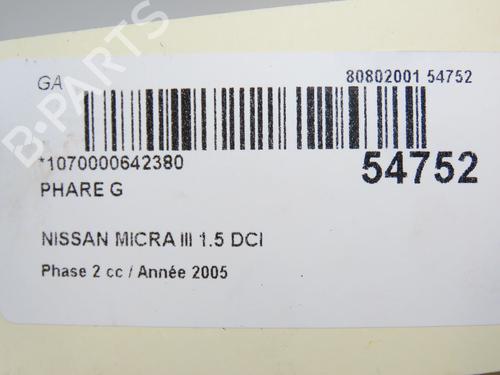 GA 80802001 54752
*1070000642380 54752
PHARE G
NISSAN MICRA III 1.5 DCI
Phase 2 cc / Année 2005
B-PARTS